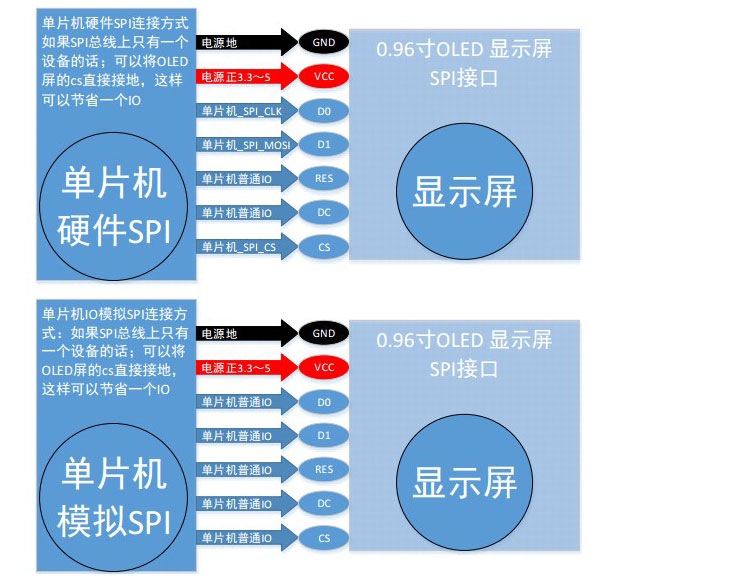 单片机硬件SPI连接方式
如果SPI总线上只有一个
设备的话；可以将OLED
屏的cs直接接地，这样
可以节省一个IO
单片机
硬件SPI
电源地
GND
电源正3.3～5
VCC
单片机_SPI_CLK
D0
单片机_SPI_MOSI
D1
单片机普通IO
RES
单片机普通IO
DC
单片机_SPI_CS
CS
0.96寸OLED 显示屏
SPI接口
显示屏
单片机IO模拟SPI连接方
式：如果SPI总线上只有
一个设备的话；可以将
OLED屏的cs直接接地，
这样可以节省一个IO
单片机
模拟SPI
电源地
GND
电源正3.3～5
VCC
单片机普通IO
D0
单片机普通IO
D1
单片机普通IO
RES
单片机普通IO
DC
单片机普通IO
CS
0.96寸OLED 显示屏
SPI接口
显示屏